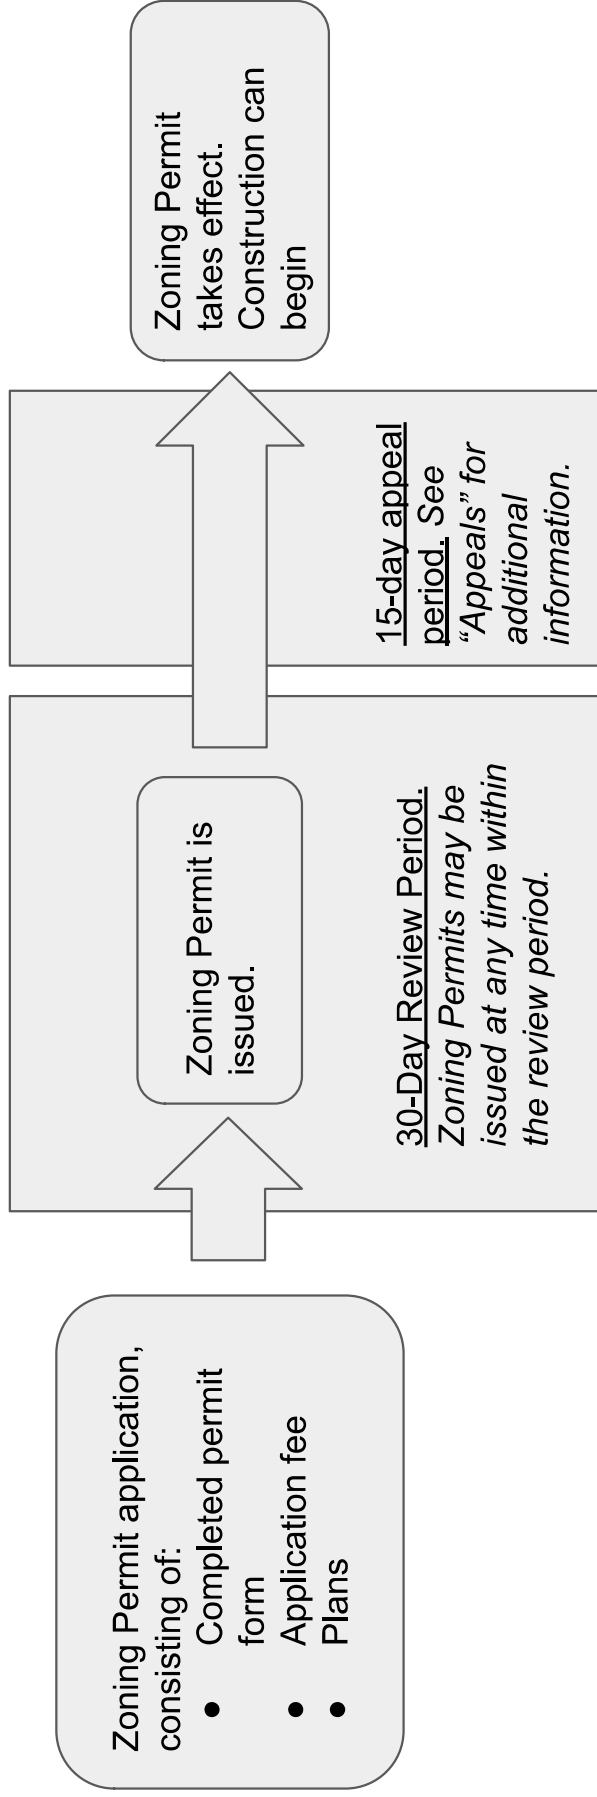 Zoning Permit application,
consisting of:
● Completed permit
form
● Application fee
● Plans
Zoning Permit is
issued.
30-Day Review Period.
Zoning Permits may be
issued at any time within
the review period.
15-day appeal
period. See
“Appeals” for
additional
information.
Zoning Permit
takes effect.
Construction can
begin